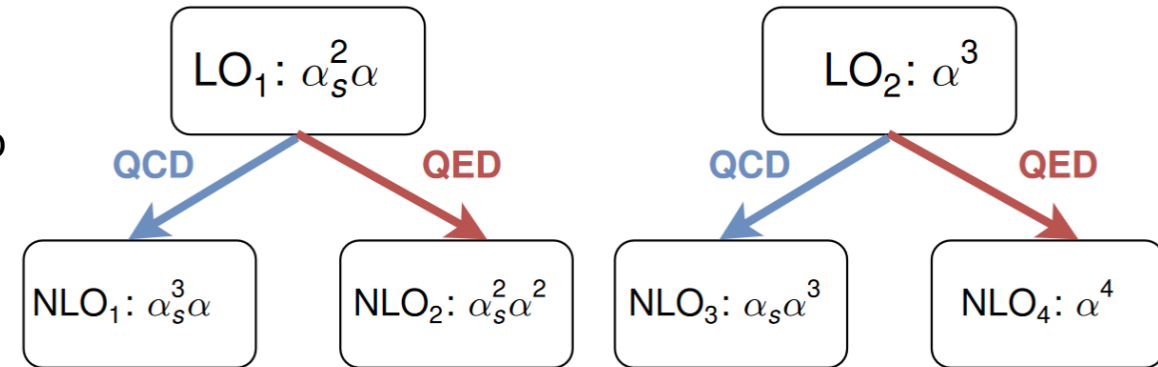 LO₁: αₛ²α
LO₂: α³
QCD
QED
QCD
QED
NLO₁: αₛ³α
NLO₂: αₛ²α²
NLO₃: αₛα³
NLO₄: α⁴